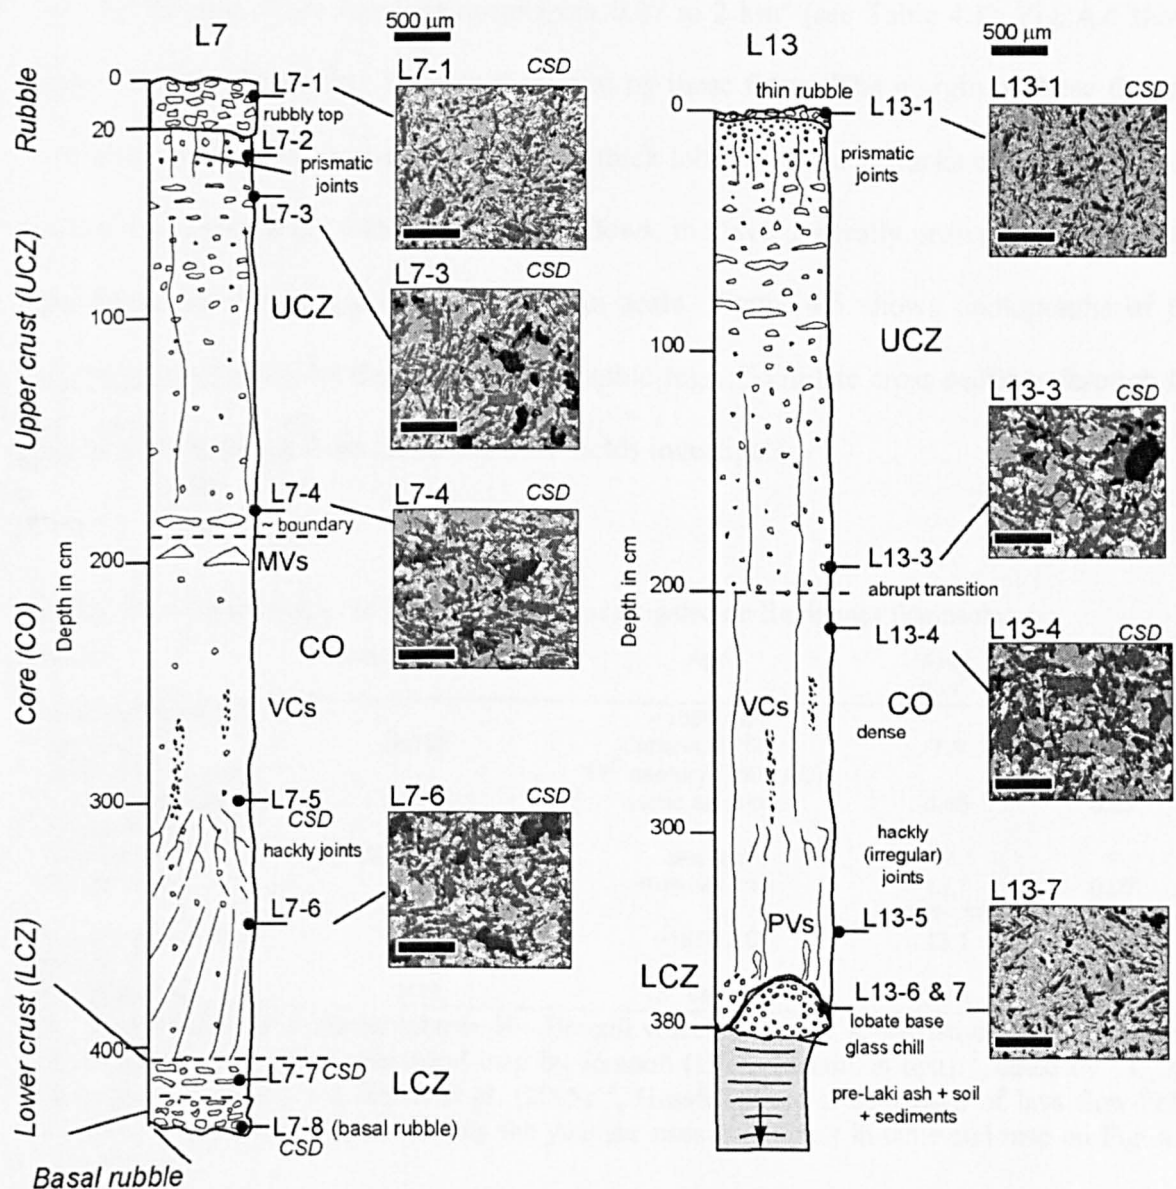 L7
500 µm
Rubble
0
L7-1
rubbly top
20
L7-2
prismatic
joints
L7-3
Upper crust (UCZ)
100
UCZ
L7-4
~ boundary
200
MVs
Depth in cm
Core (CO)
CO
VCs
300
L7-5
CSD
hackly joints
L7-6
Lower crust (LCZ)
400
L7-7 CSD
LCZ
L7-8 (basal rubble)
CSD
Basal rubble
L7-1 CSD
L7-3 CSD
L7-4 CSD
L7-6 CSD
L13
500 µm
0
thin rubble
L13-1
prismatic
joints
100
UCZ
L13-3
200
abrupt transition
Depth in cm
L13-4
VCs
CO
dense
300
hackly
(irregular)
joints
PVs
L13-5
LCZ
L13-6 & 7
lobate base
380
glass chill
pre-Laki ash + soil
+ sediments
L13-1 CSD
L13-3 CSD
L13-4 CSD
L13-7